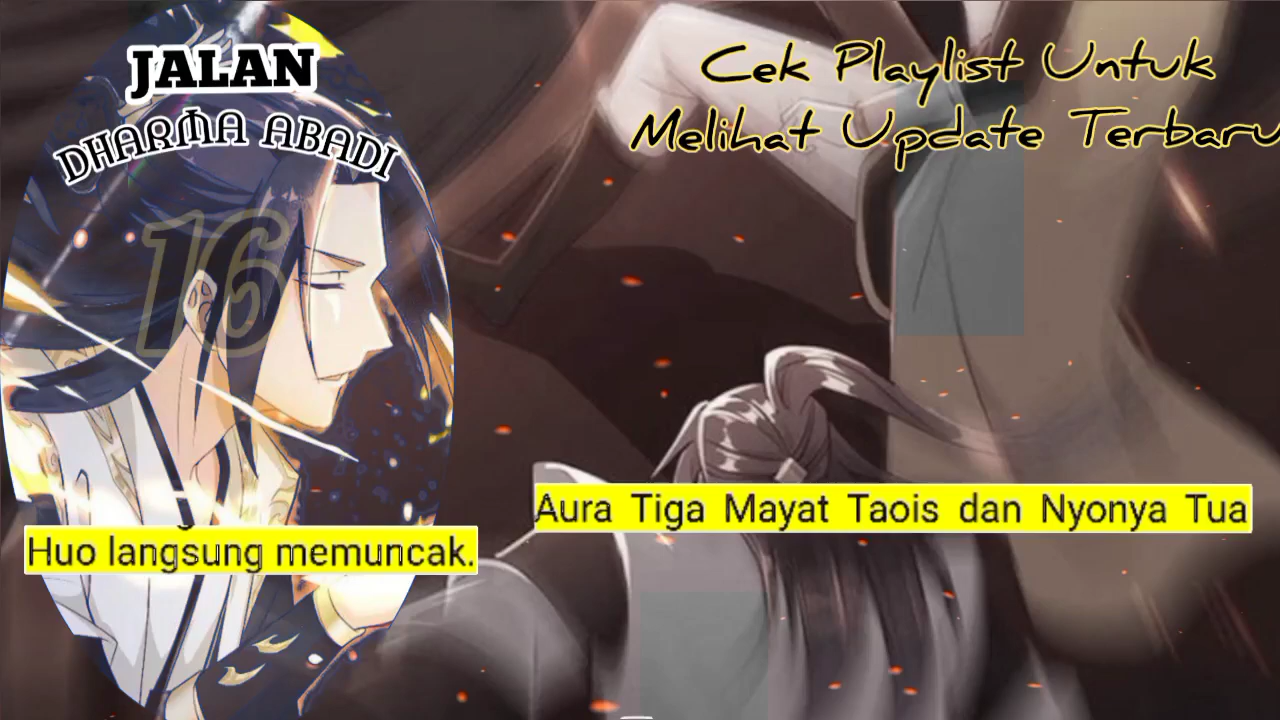 JALAN
DHARMA ABADI
16
Cek Playlist Untuk
Melihat Update Terbaru
Aura Tiga Mayat Taois dan Nyonya Tua
Huo langsung memuncak.